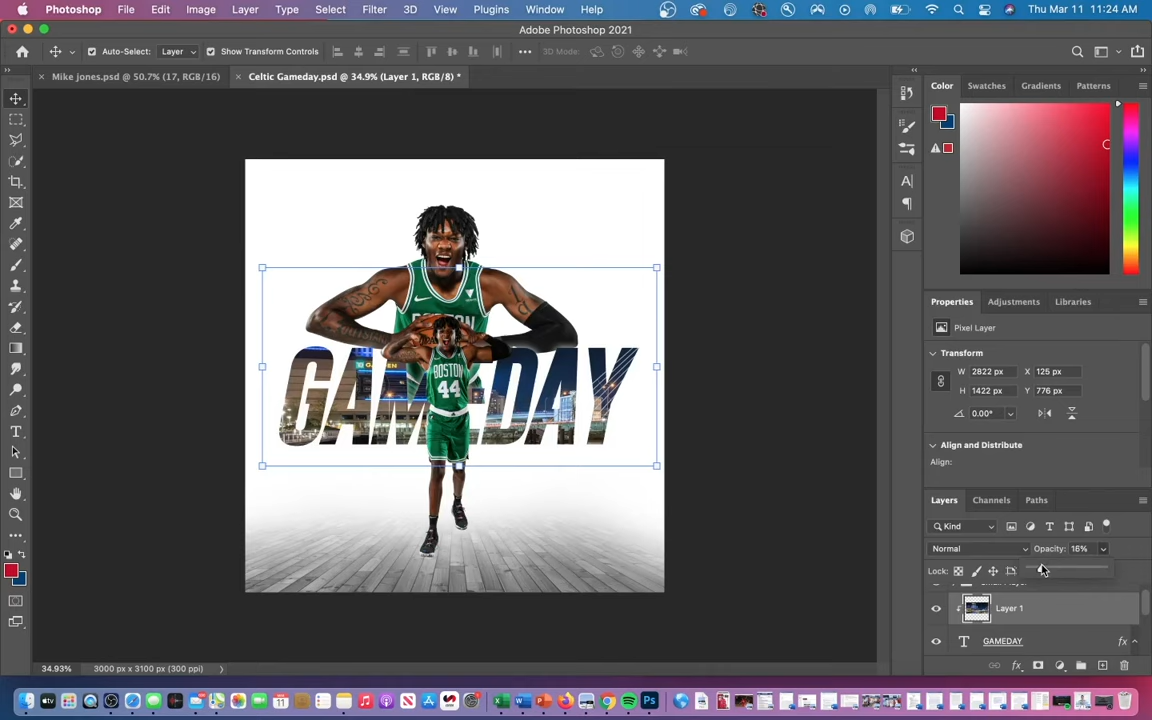 Photoshop File Edit Image Layer Type Select Filter 3D View Plugins Window Help Thu Mar 11 11:24 AM
Adobe Photoshop 2021
Auto-Select: Layer Show Transform Controls 3D Mode:
Mike jones.psd @ 50.7% (17, RGB/16) Celtic Gameday.psd @ 34.9% (Layer 1, RGB/8) *
Color Swatches Gradients Patterns
Properties Adjustments Libraries
Pixel Layer
Transform
W 2822 px X 125 px
H 1422 px Y 776 px
0.00°
Align and Distribute
Align:
Layers Channels Paths
Kind
Normal Opacity: 16%
Lock:
Layer 1
GAMEDAY fx
BOSTON
GARDEN
BOSTON
44
GAMEDAY
34.93% 3000 px x 3100 px (300 ppi)